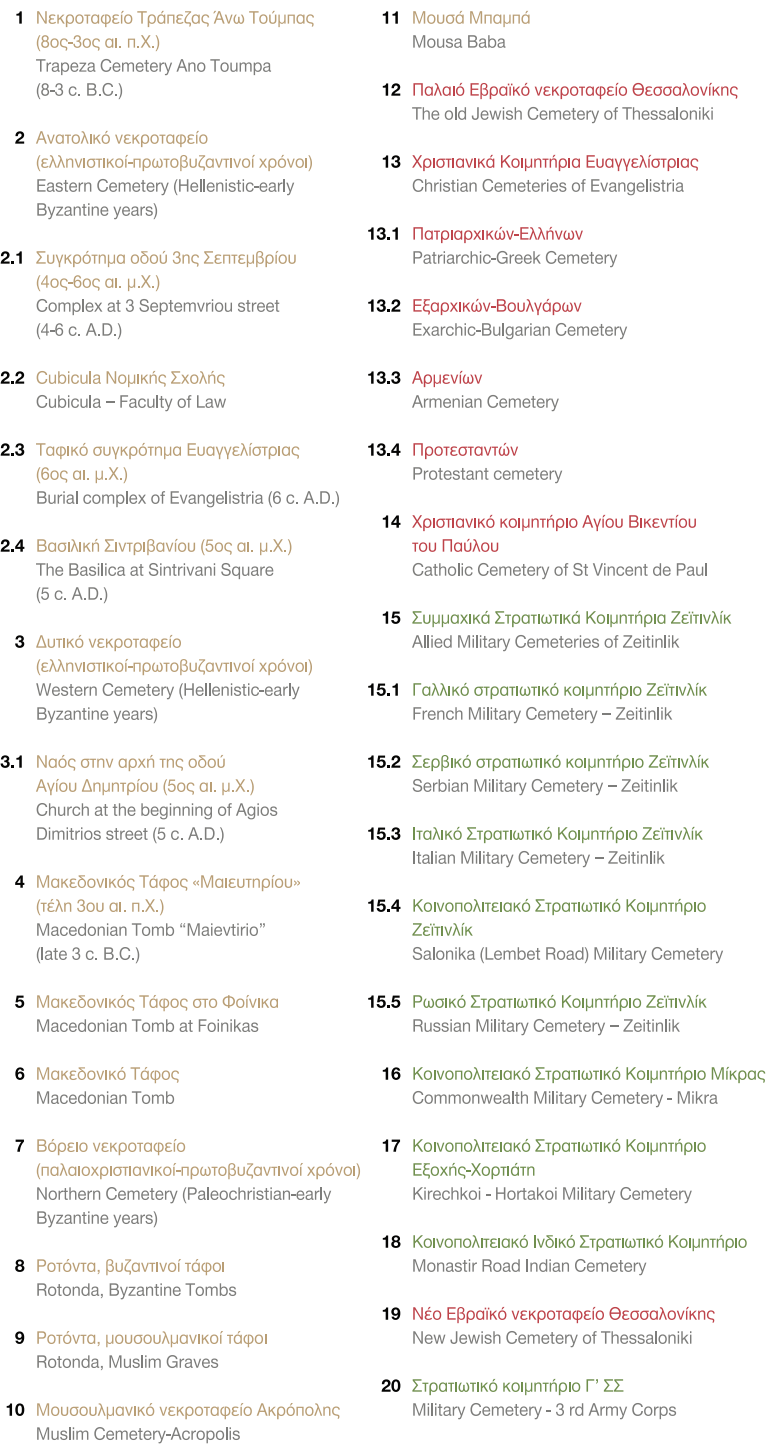 1 Νεκροταφείο Τράπεζας Άνω Τούμπας
(8ος-3ος αι. π.Χ.)
Trapeza Cemetery Ano Toumpa
(8-3 c. B.C.)
2 Ανατολικό νεκροταφείο
(ελληνιστικοί-πρωτοβυζαντινοί χρόνοι)
Eastern Cemetery (Hellenistic-early
Byzantine years)
2.1 Συγκρότημα οδού 3ης Σεπτεμβρίου
(4ος-6ος αι. μ.Χ.)
Complex at 3 Septemvriou street
(4-6 c. A.D.)
2.2 Cubicula Νομικής Σχολής
Cubicula – Faculty of Law
2.3 Ταφικό συγκρότημα Ευαγγελίστριας
(6ος αι. μ.Χ.)
Burial complex of Evangelistria (6 c. A.D.)
2.4 Βασιλική Σιντριβανίου (5ος αι. μ.Χ.)
The Basilica at Sintrivani Square
(5 c. A.D.)
3 Δυτικό νεκροταφείο
(ελληνιστικοί-πρωτοβυζαντινοί χρόνοι)
Western Cemetery (Hellenistic-early
Byzantine years)
3.1 Ναός στην αρχή της οδού
Αγίου Δημητρίου (5ος αι. μ.Χ.)
Church at the beginning of Agios
Dimitrios street (5 c. A.D.)
4 Μακεδονικός Τάφος «Μαιευτηρίου»
(τέλη 3ου αι. π.Χ.)
Macedonian Tomb “Maievtirio”
(late 3 c. B.C.)
5 Μακεδονικός Τάφος στο Φοίνικα
Macedonian Tomb at Foinikas
6 Μακεδονικό Τάφος
Macedonian Tomb
7 Βόρειο νεκροταφείο
(παλαιοχριστιανικοί-πρωτοβυζαντινοί χρόνοι)
Northern Cemetery (Paleochristian-early
Byzantine years)
8 Ροτόντα, βυζαντινοί τάφοι
Rotonda, Byzantine Tombs
9 Ροτόντα, μουσουλμανικοί τάφοι
Rotonda, Muslim Graves
10 Μουσουλμανικό νεκροταφείο Ακρόπολης
Muslim Cemetery-Acropolis
11 Μουσά Μπαμπά
Mousa Baba
12 Παλαιό Εβραϊκό νεκροταφείο Θεσσαλονίκης
The old Jewish Cemetery of Thessaloniki
13 Χριστιανικά Κοιμητήρια Ευαγγελίστριας
Christian Cemeteries of Evangelistria
13.1 Πατριαρχικών-Ελλήνων
Patriarchic-Greek Cemetery
13.2 Εξαρχικών-Βουλγάρων
Exarchic-Bulgarian Cemetery
13.3 Αρμενίων
Armenian Cemetery
13.4 Προτεσταντών
Protestant cemetery
14 Χριστιανικό κοιμητήριο Αγίου Βικεντίου
του Παύλου
Catholic Cemetery of St Vincent de Paul
15 Συμμαχικά Στρατιωτικά Κοιμητήρια Ζεϊτινλίκ
Allied Military Cemeteries of Zeitinlik
15.1 Γαλλικό στρατιωτικό κοιμητήριο Ζεϊτινλίκ
French Military Cemetery – Zeitinlik
15.2 Σερβικό στρατιωτικό κοιμητήριο Ζεϊτινλίκ
Serbian Military Cemetery – Zeitinlik
15.3 Ιταλικό Στρατιωτικό Κοιμητήριο Ζεϊτινλίκ
Italian Military Cemetery – Zeitinlik
15.4 Κοινοπολιτειακό Στρατιωτικό Κοιμητήριο
Ζεϊτινλίκ
Salonika (Lembet Road) Military Cemetery
15.5 Ρωσικό Στρατιωτικό Κοιμητήριο Ζεϊτινλίκ
Russian Military Cemetery – Zeitinlik
16 Κοινοπολιτειακό Στρατιωτικό Κοιμητήριο Μίκρας
Commonwealth Military Cemetery - Mikra
17 Κοινοπολιτειακό Στρατιωτικό Κοιμητήριο
Εξοχής-Χορτιάτη
Kirechkoi - Hortakoi Military Cemetery
18 Κοινοπολιτειακό Ινδικό Στρατιωτικό Κοιμητήριο
Monastir Road Indian Cemetery
19 Νέο Εβραϊκό νεκροταφείο Θεσσαλονίκης
New Jewish Cemetery of Thessaloniki
20 Στρατιωτικό κοιμητήριο Γ’ ΣΣ
Military Cemetery - 3 rd Army Corps